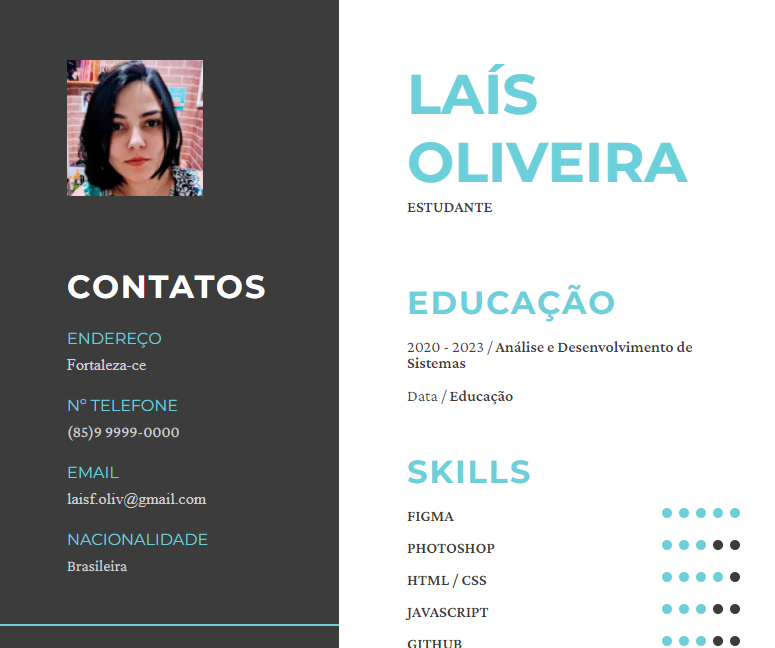 CONTATOS
ENDEREÇO
Fortaleza-ce
Nº TELEFONE
(85)9 9999-0000
EMAIL
laisf.oliv@gmail.com
NACIONALIDADE
Brasileira
LAÍS
OLIVEIRA
ESTUDANTE
EDUCAÇÃO
2020 - 2023 / Análise e Desenvolvimento de
Sistemas
Data / Educação
SKILLS
FIGMA
PHOTOSHOP
HTML / CSS
JAVASCRIPT
GITHUB